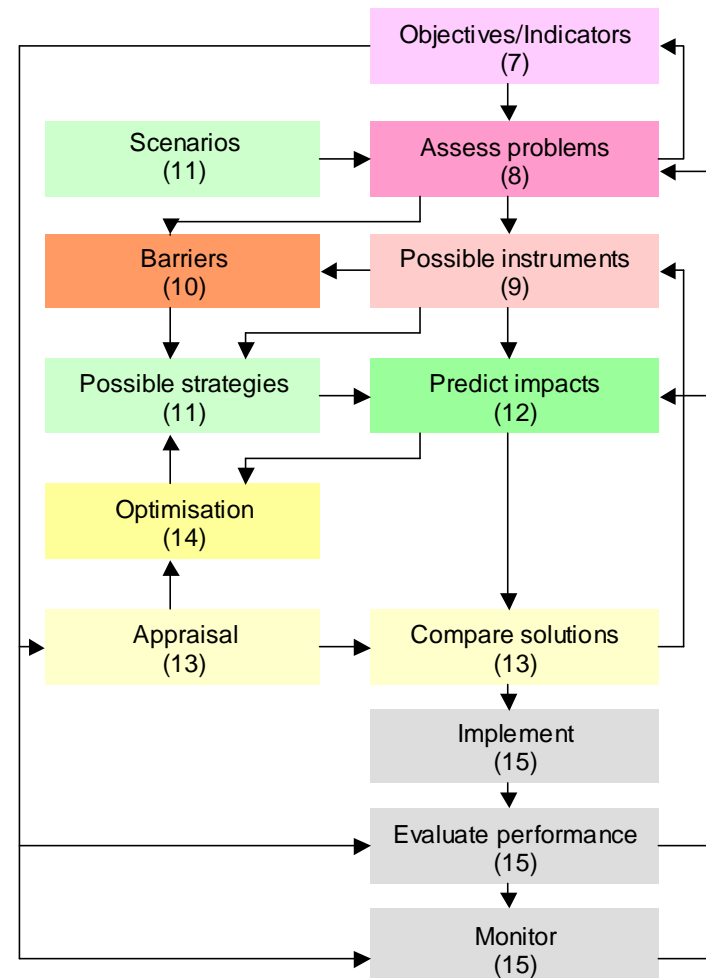 Objectives/Indicators
(7)
Scenarios
(11)
Assess problems
(8)
Barriers
(10)
Possible instruments
(9)
Possible strategies
(11)
Predict impacts
(12)
Optimisation
(14)
Appraisal
(13)
Compare solutions
(13)
Implement
(15)
Evaluate performance
(15)
Monitor
(15)